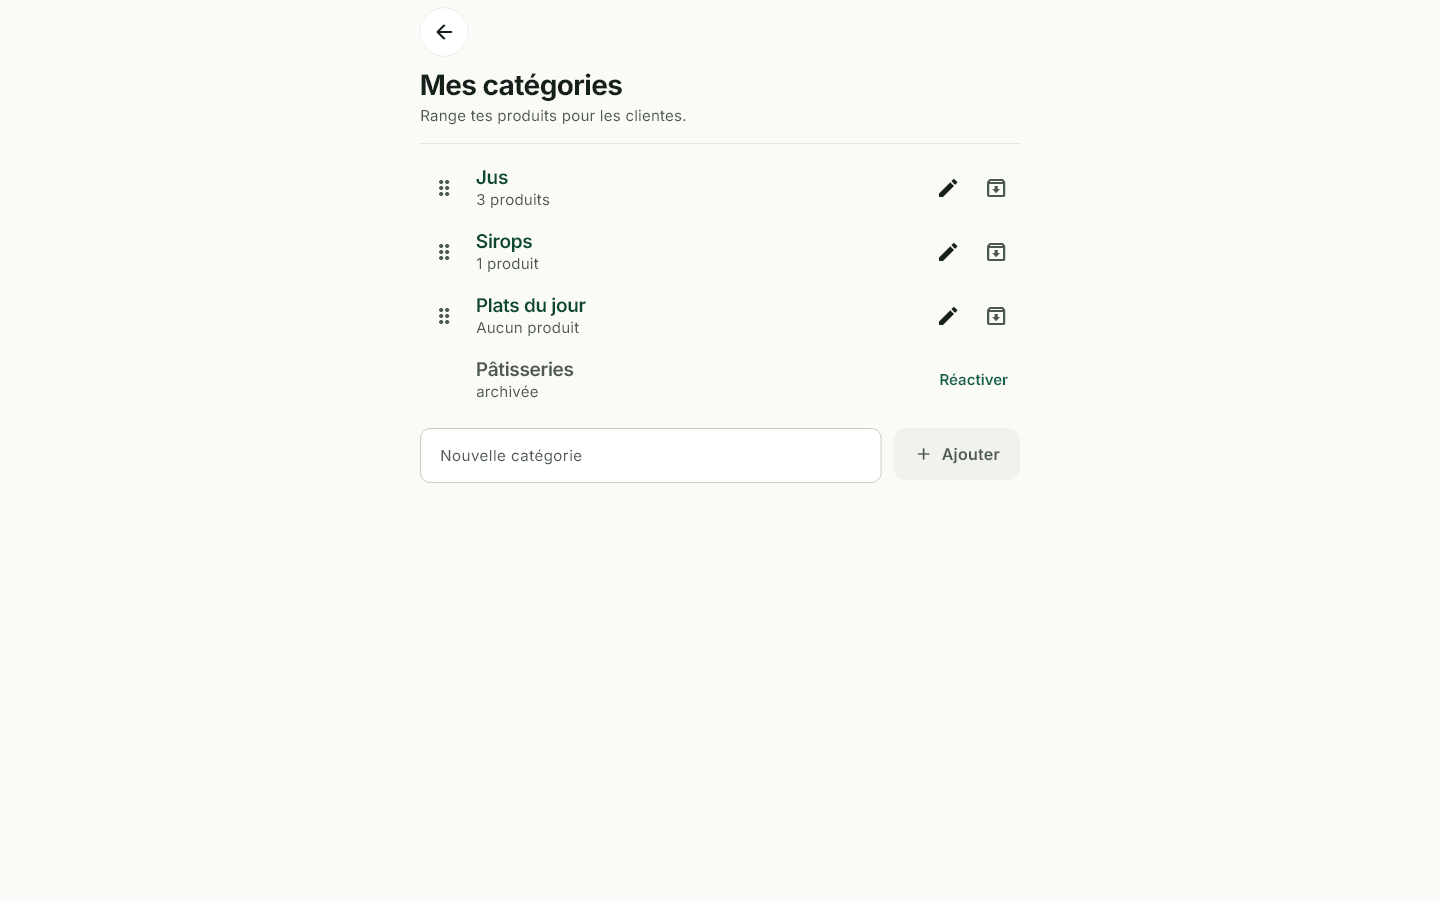 Mes catégories
Range tes produits pour les clientes.
Jus
3 produits
Sirops
1 produit
Plats du jour
Aucun produit
Pâtisseries
archivée
Réactiver
Nouvelle catégorie
Ajouter